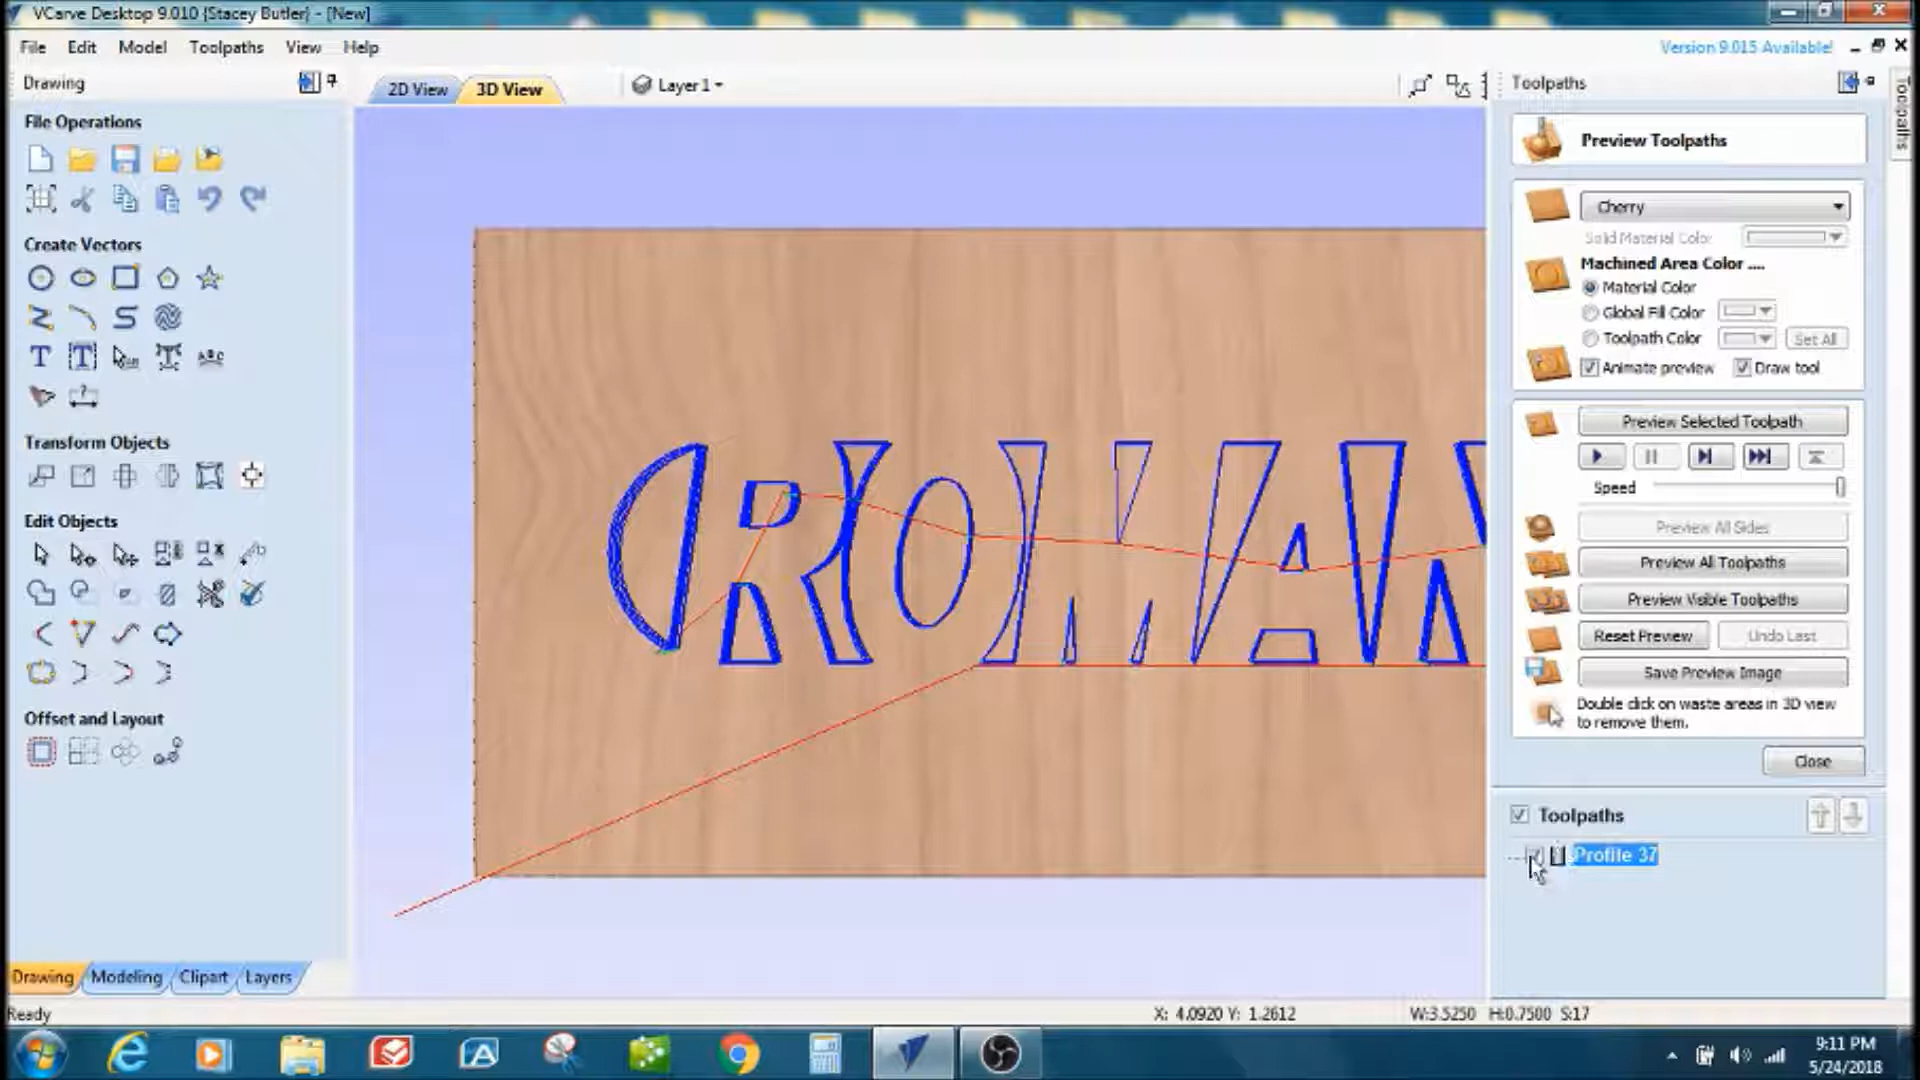 VCarve Desktop 9.010 {Stacey Butler} - [New]
File Edit Model Toolpaths View Help
Version 9.015 Available!
Drawing
2D View 3D View
Layer 1
Toolpaths
Toolpaths
File Operations
Create Vectors
Transform Objects
Edit Objects
Offset and Layout
Drawing Modeling Clipart Layers
Preview Toolpaths
Cherry
Solid Material Color
Machined Area Color ....
Material Color
Global Fill Color
Toolpath Color
Set All
Animate preview
Draw tool
Preview Selected Toolpath
Speed
Preview All Sides
Preview All Toolpaths
Preview Visible Toolpaths
Reset Preview
Undo Last
Save Preview Image
Double click on waste areas in 3D view
to remove them.
Close
Toolpaths
Profile 37
Ready
X: 4.0920 Y: 1.2612
W:3.5250 H:0.7500 S:17
9:11 PM
5/24/2018